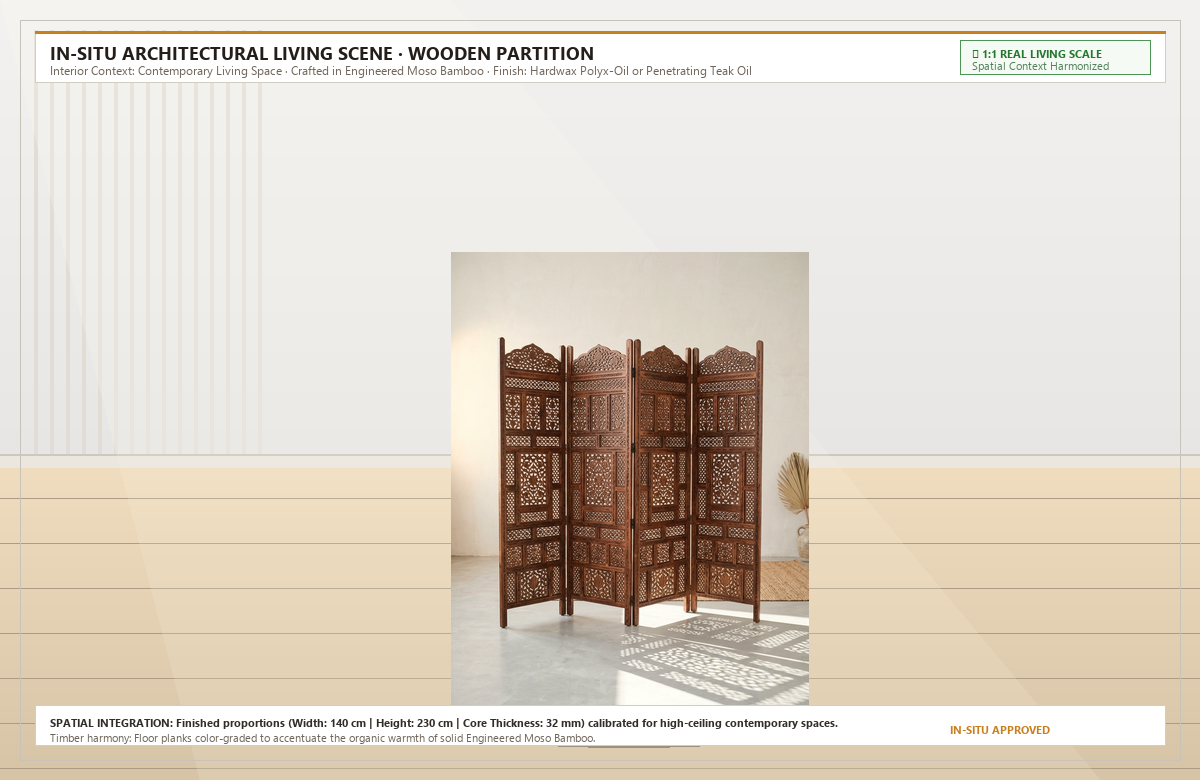 IN-SITU ARCHITECTURAL LIVING SCENE · WOODEN PARTITION
Interior Context: Contemporary Living Space · Crafted in Engineered Moso Bamboo · Finish: Hardwax Polyx-Oil or Penetrating Teak Oil
1:1 REAL LIVING SCALE
Spatial Context Harmonized
SPATIAL INTEGRATION: Finished proportions (Width: 140 cm | Height: 230 cm | Core Thickness: 32 mm) calibrated for high-ceiling contemporary spaces.
Timber harmony: Floor planks color-graded to accentuate the organic warmth of solid Engineered Moso Bamboo.
IN-SITU APPROVED